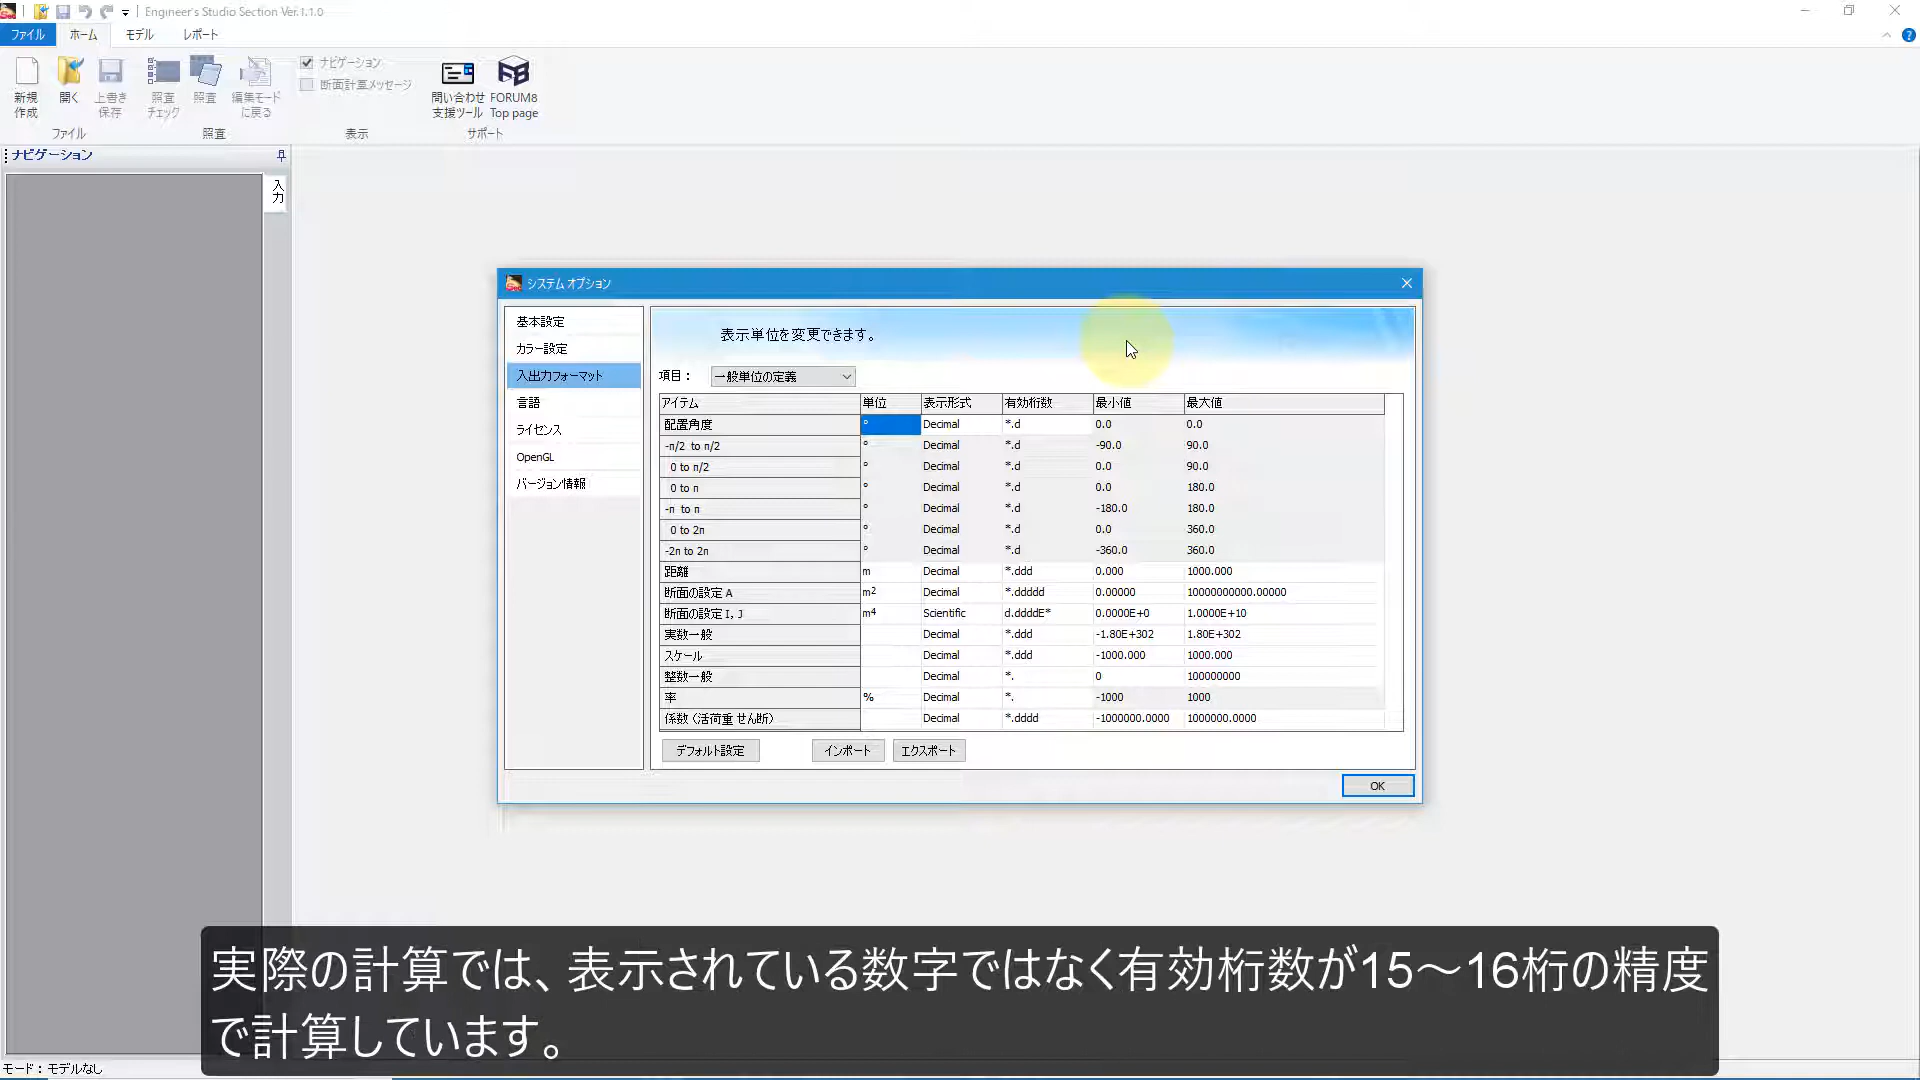 Engineer's Studio Section Ver.1.1.0
ファイル ホーム モデル レポート
新規作成 開く 上書き保存 照査チェック 照査 編集モードに戻る
ナビゲーション
断面計算メッセージ
問い合わせ支援ツール FORUM8 Top page
ファイル 照査 表示 サポート
ナビゲーション
入力
システム オプション
基本設定
カラー設定
入出力フォーマット
言語
ライセンス
OpenGL
バージョン情報
表示単位を変更できます。
項目： 一般単位の定義
アイテム 単位 表示形式 有効桁数 最小値 最大値
配置角度 ° Decimal *.d 0.0 0.0
-π/2 to π/2 ° Decimal *.d -90.0 90.0
0 to π/2 ° Decimal *.d 0.0 90.0
0 to π ° Decimal *.d 0.0 180.0
-π to π ° Decimal *.d -180.0 180.0
0 to 2π ° Decimal *.d 0.0 360.0
-2π to 2π ° Decimal *.d -360.0 360.0
距離 m Decimal *.ddd 0.000 1000.000
断面の設定 A m2 Decimal *.ddddd 0.00000 10000000000.00000
断面の設定 I, J m4 Scientific d.ddddE* 0.0000E+0 1.0000E+10
実数一般 Decimal *.ddd -1.80E+302 1.80E+302
スケール Decimal *.ddd -1000.000 1000.000
整数一般 Decimal *. 0 100000000
率 % Decimal *. -1000 1000
係数（活荷重 せん断） Decimal *.dddd -1000000.0000 1000000.0000
デフォルト設定 インポート エクスポート
OK
実際の計算では、表示されている数字ではなく有効桁数が15～16桁の精度
で計算しています。
モード：モデルなし